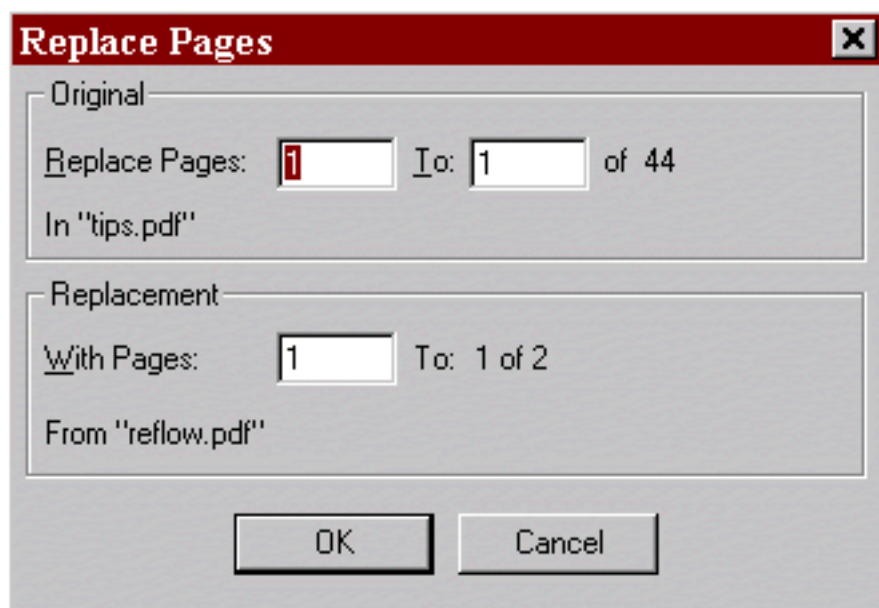 Replace Pages
Original
Replace Pages: 1 To: 1 of 44
In "tips.pdf"
Replacement
With Pages: 1 To: 1 of 2
From "reflow.pdf"
OK Cancel